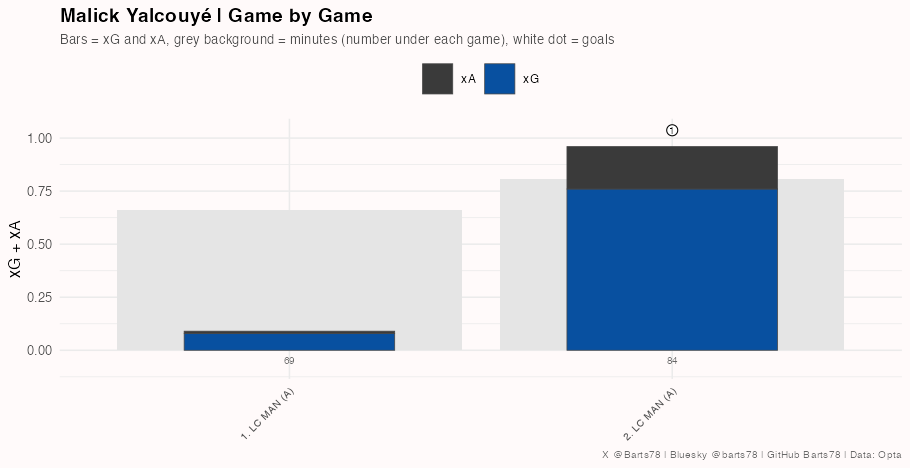 Malick Yalcouyé | Game by Game
Bars = xG and xA, grey background = minutes (number under each game), white dot = goals
xA xG
1
1.00
0.75
0.50
0.25
0.00
xG + xA
69 84
1. LC MAN (A) 2. LC MAN (A)
X @Barts78 | Bluesky @barts78 | GitHub Barts78 | Data: Opta